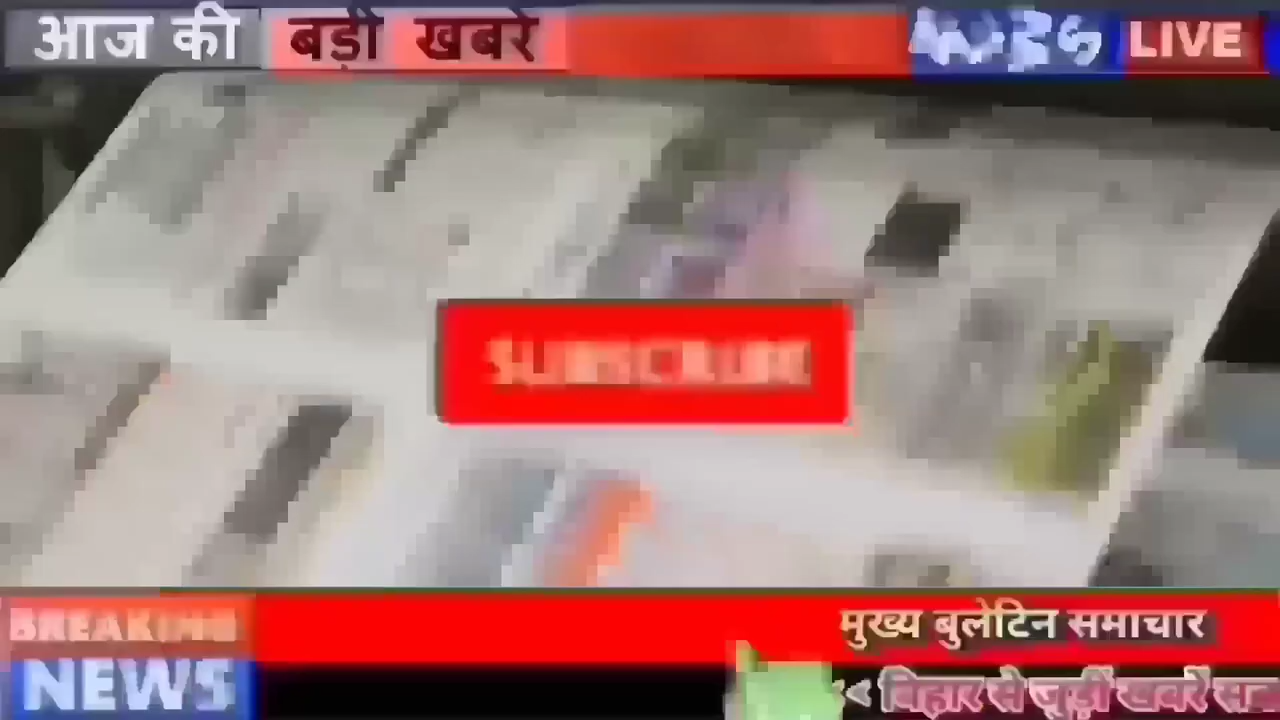 आज की बड़ी खबरे
LIVE
SUBSCRIBE
BREAKING
NEWS
मुख्य बुलेटिन समाचार
<< बिहार से जुड़ी खबरें